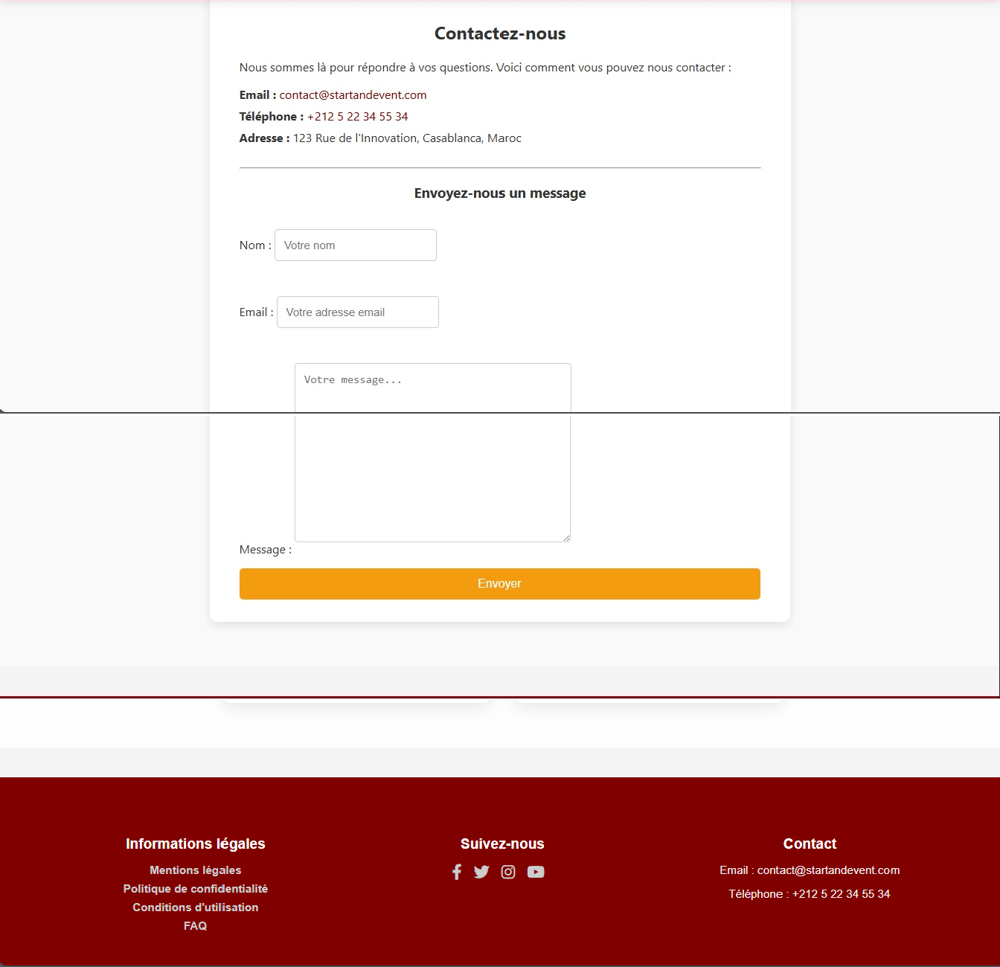 Contactez-nous
Nous sommes là pour répondre à vos questions. Voici comment vous pouvez nous contacter :
Email : contact@startandevent.com
Téléphone : +212 5 22 34 55 34
Adresse : 123 Rue de l'Innovation, Casablanca, Maroc
Envoyez-nous un message
Nom : Votre nom
Email : Votre adresse email
Votre message...
Message :
Envoyer
Informations légales
Mentions légales
Politique de confidentialité
Conditions d'utilisation
FAQ
Suivez-nous
Contact
Email : contact@startandevent.com
Téléphone : +212 5 22 34 55 34